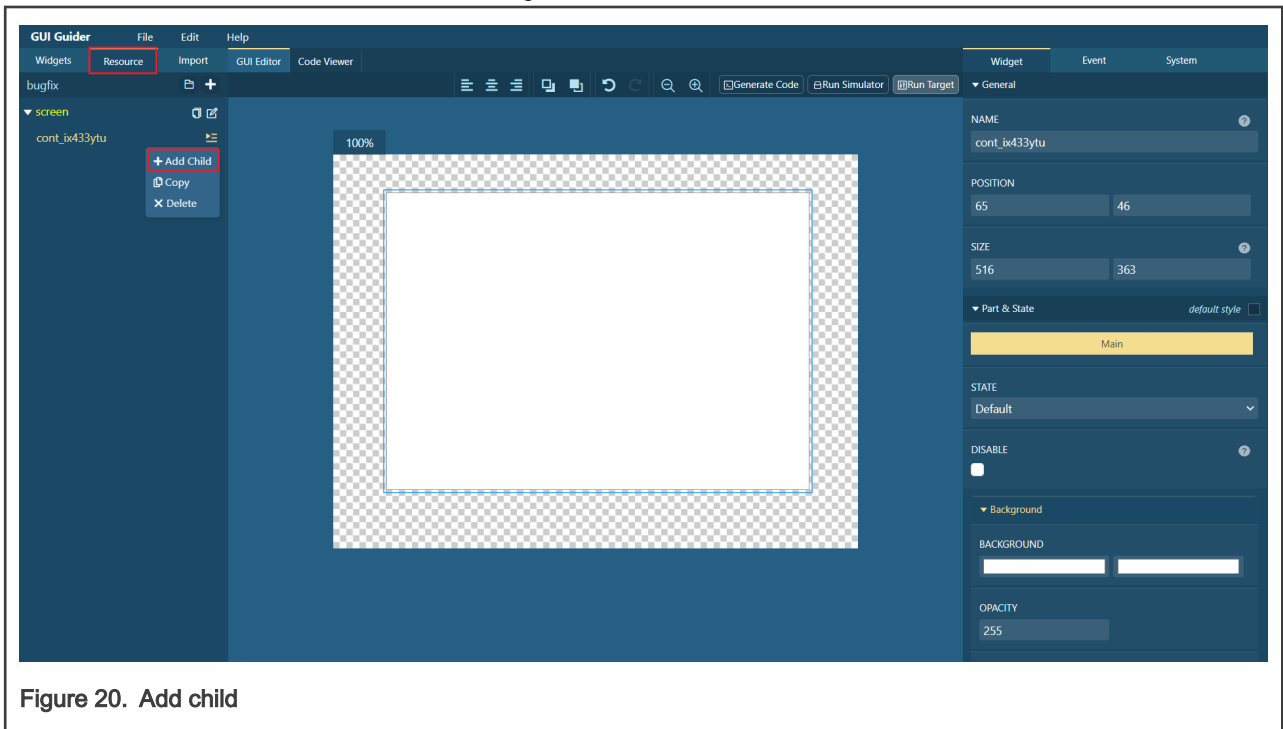 GUI Guider File Edit Help
Widgets Resource Import GUI Editor Code Viewer Widget Event System
bugfix Generate Code Run Simulator Run Target General
screen
cont_ix433ytu
Add Child
Copy
Delete
100%
NAME
cont_ix433ytu
POSITION
65 46
SIZE
516 363
Part & State default style
Main
STATE
Default
DISABLE
Background
BACKGROUND
OPACITY
255
Figure 20. Add child